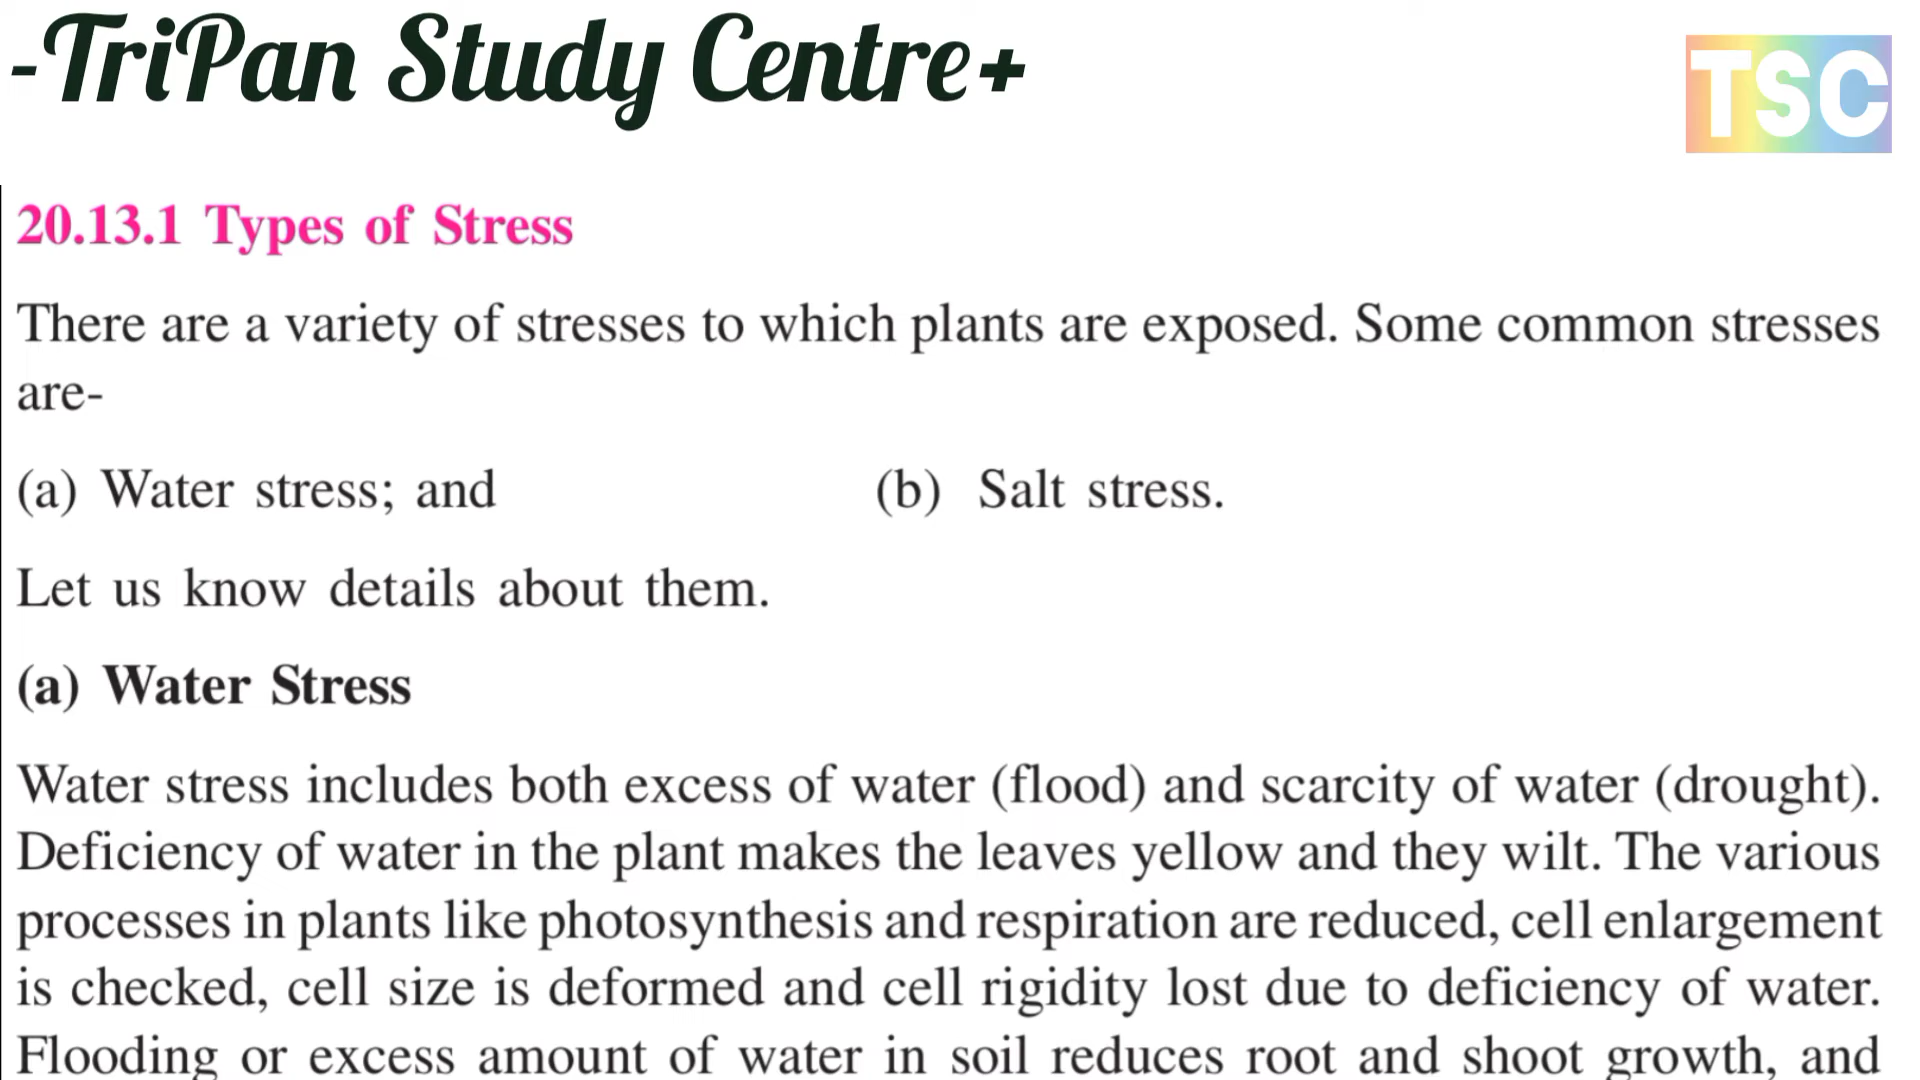 -TriPan Study Centre+
TSC
20.13.1 Types of Stress
There are a variety of stresses to which plants are exposed. Some common stresses
are-
(a) Water stress; and (b) Salt stress.
Let us know details about them.
(a) Water Stress
Water stress includes both excess of water (flood) and scarcity of water (drought).
Deficiency of water in the plant makes the leaves yellow and they wilt. The various
processes in plants like photosynthesis and respiration are reduced, cell enlargement
is checked, cell size is deformed and cell rigidity lost due to deficiency of water.
Flooding or excess amount of water in soil reduces root and shoot growth, and